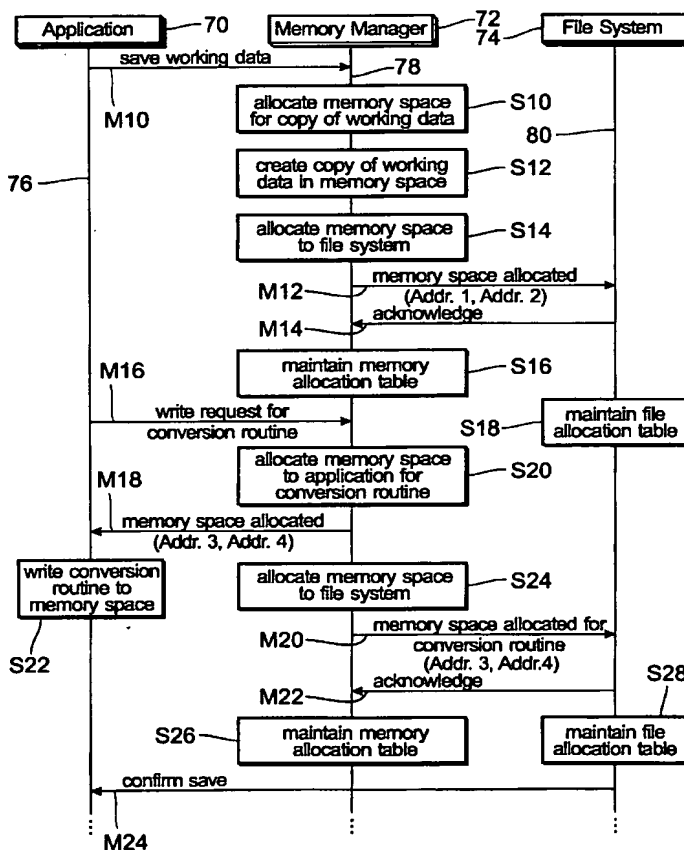 Application
70
Memory Manager
72
74
File System
save working data
78
M10
allocate memory space
for copy of working data
S10
80
76
create copy of working
data in memory space
S12
allocate memory space
to file system
S14
M12
memory space allocated
(Addr. 1, Addr. 2)
M14
acknowledge
M16
maintain memory
allocation table
S16
write request for
conversion routine
S18
maintain file
allocation table
M18
allocate memory space
to application for
conversion routine
S20
memory space allocated
(Addr. 3, Addr. 4)
write conversion
routine to
memory space
allocate memory space
to file system
S24
S22
M20
memory space allocated for
conversion routine
(Addr. 3, Addr.4)
M22
acknowledge
S28
S26
maintain memory
allocation table
maintain file
allocation table
confirm save
M24